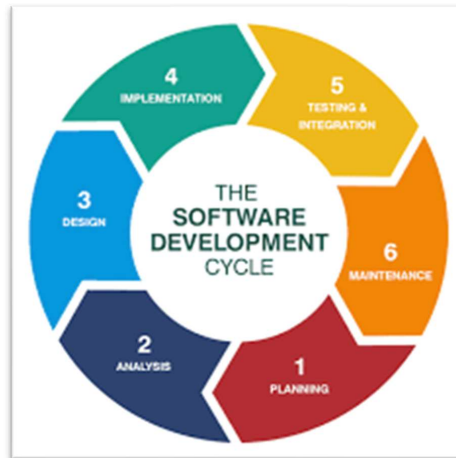 THE
SOFTWARE
DEVELOPMENT
CYCLE
1
PLANNING
2
ANALYSIS
3
DESIGN
4
IMPLEMENTATION
5
TESTING &
INTEGRATION
6
MAINTENANCE